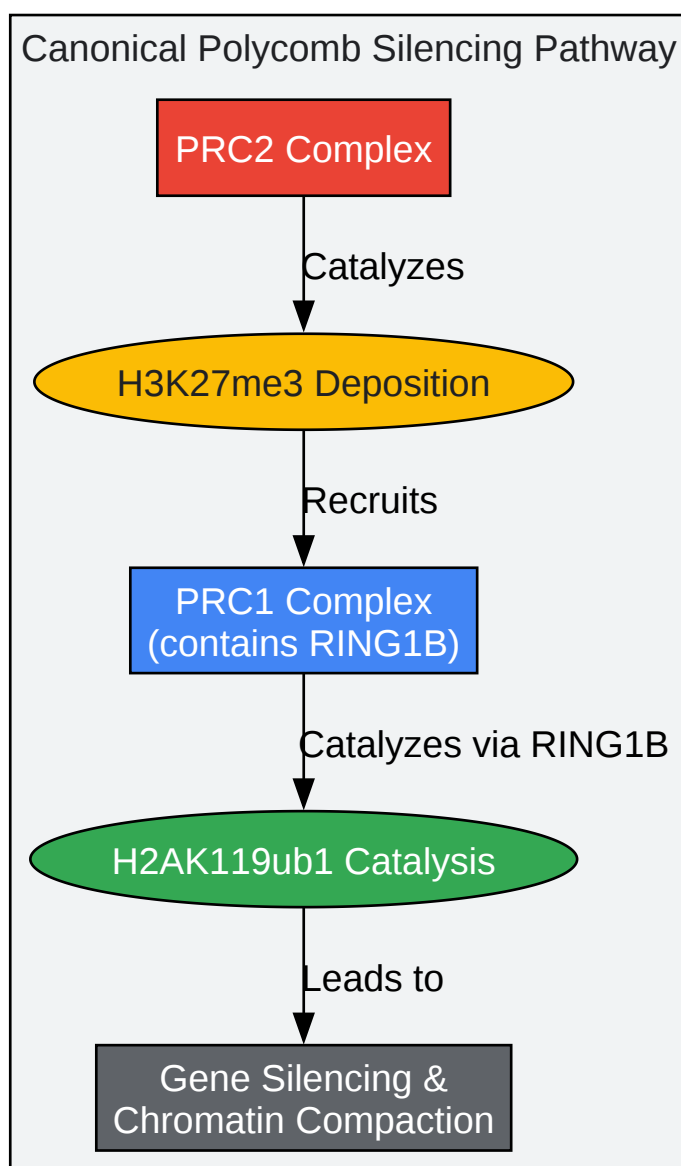 Canonical Polycomb Silencing Pathway
PRC2 Complex
Catalyzes
H3K27me3 Deposition
Recruits
PRC1 Complex
(contains RING1B)
Catalyzes via RING1B
H2AK119ub1 Catalysis
Leads to
Gene Silencing &
Chromatin Compaction